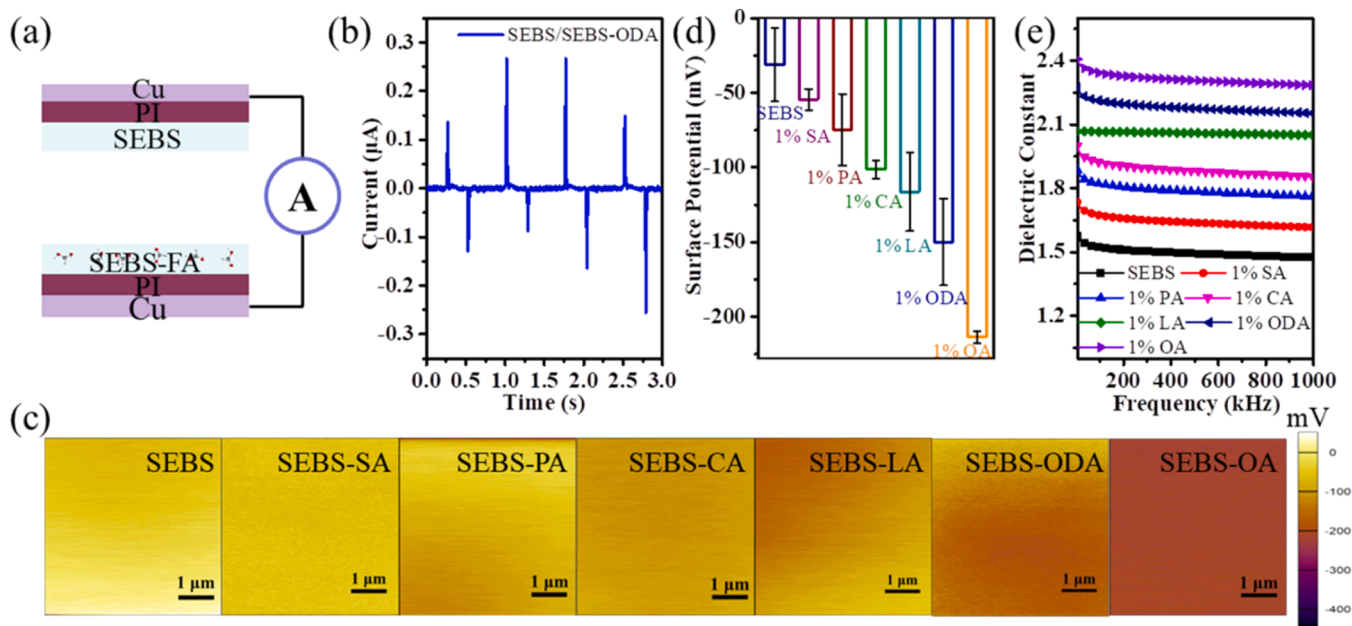 (a)
Cu
PI
SEBS
A
SEBS-FA
PI
Cu
(b)
SEBS/SEBS-ODA
Current (μA)
0.3
0.2
0.1
0.0
-0.1
-0.2
-0.3
0.0 0.5 1.0 1.5 2.0 2.5 3.0
Time (s)
(d)
Surface Potential (mV)
0
-50
-100
-150
-200
SEBS
1% SA
1% PA
1% CA
1% LA
1% ODA
1% OA
(e)
Dielectric Constant
2.4
2.1
1.8
1.5
1.2
SEBS 1% SA
1% PA 1% CA
1% LA 1% ODA
1% OA
200 400 600 800 1000
Frequency (kHz)
(c)
SEBS SEBS-SA SEBS-PA SEBS-CA SEBS-LA SEBS-ODA SEBS-OA
1 μm 1 μm 1 μm 1 μm 1 μm 1 μm 1 μm
mV
0
-100
-200
-300
-400